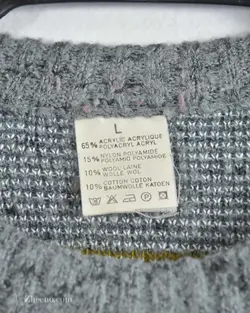 L
65% ACRYLIC ACRYLIQUE
POLYACRYL ACRYL
15% NYLON POLYAMIDE
POLYAMID POLYAMIDE
10% WOOL LAINE
WOLLE WOL
10% COTTON COTON
BAUMWOLLE KATOEN